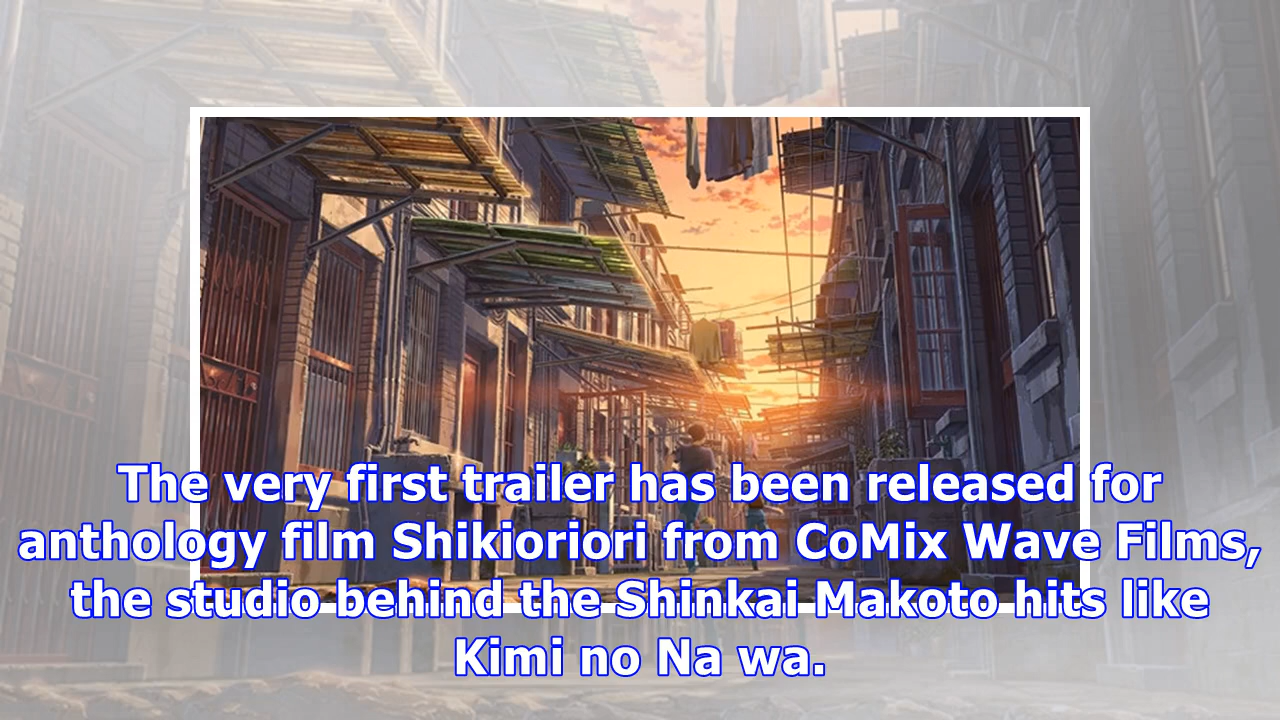 The very first trailer has been released for
anthology film Shikioriori from CoMix Wave Films,
the studio behind the Shinkai Makoto hits like
Kimi no Na wa.